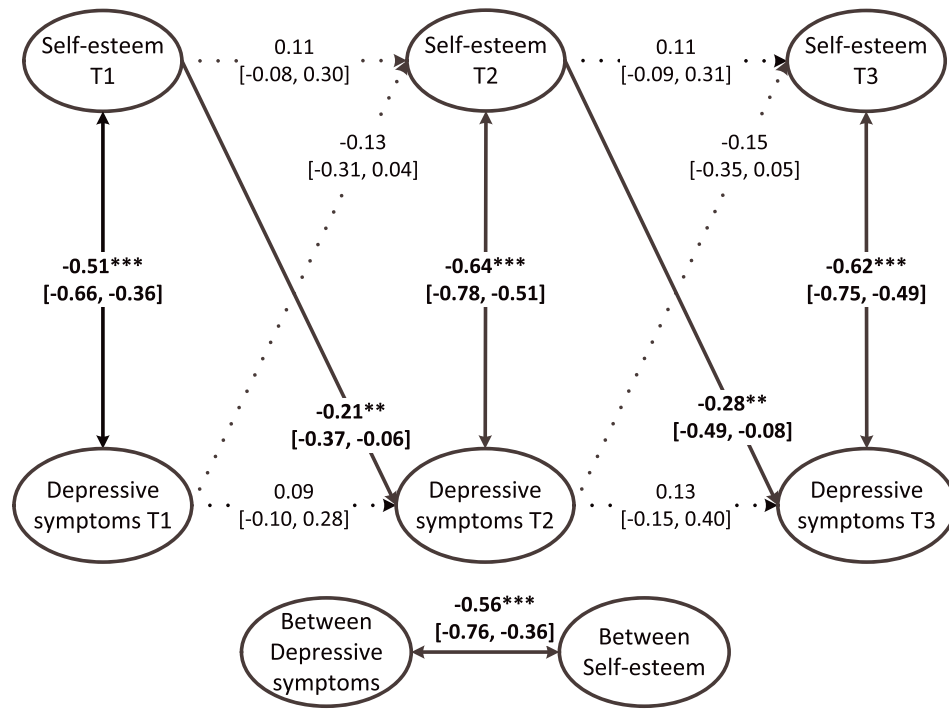 Self-esteem
T1
0.11
[-0.08, 0.30]
Self-esteem
T2
0.11
[-0.09, 0.31]
Self-esteem
T3
-0.13
[-0.31, 0.04]
-0.15
[-0.35, 0.05]
-0.51***
[-0.66, -0.36]
-0.64***
[-0.78, -0.51]
-0.62***
[-0.75, -0.49]
-0.21**
[-0.37, -0.06]
-0.28**
[-0.49, -0.08]
Depressive
symptoms T1
0.09
[-0.10, 0.28]
Depressive
symptoms T2
0.13
[-0.15, 0.40]
Depressive
symptoms T3
Between
Depressive
symptoms
-0.56***
[-0.76, -0.36]
Between
Self-esteem